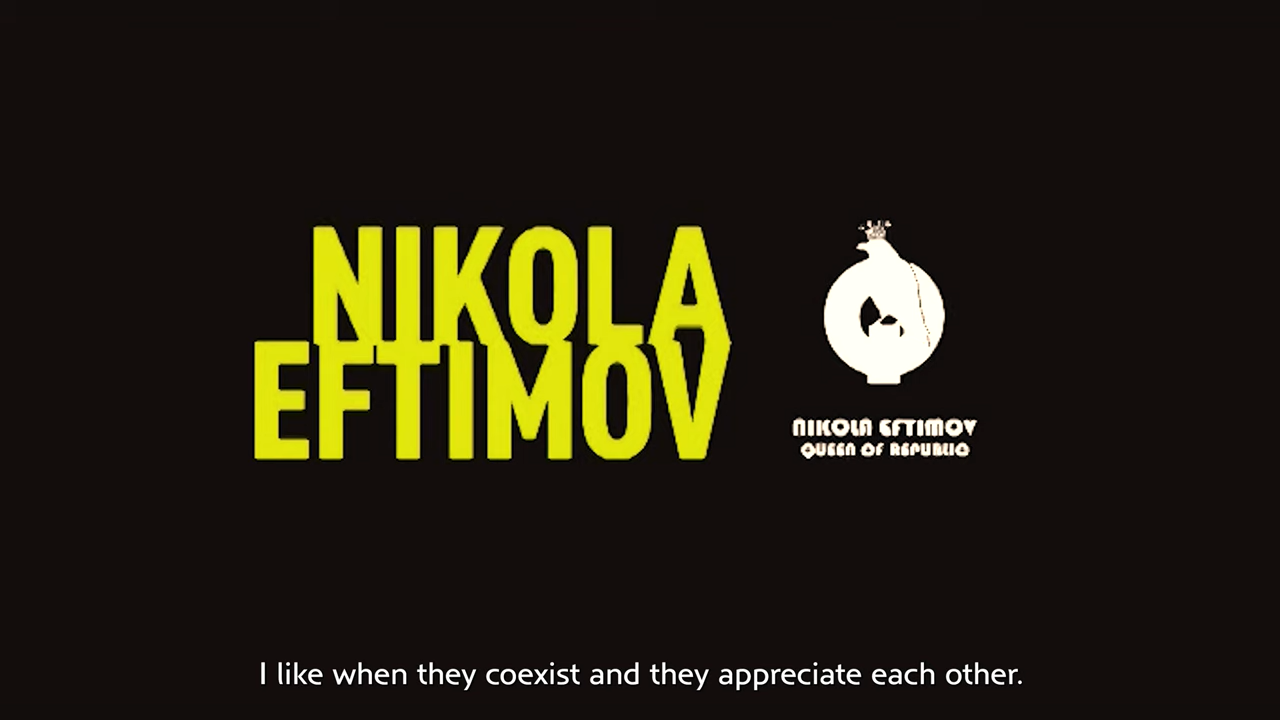 NIKOLA
EFTIMOV
NIKOLA EFTIMOV
QUEEN OF REPUBLIC
I like when they coexist and they appreciate each other.